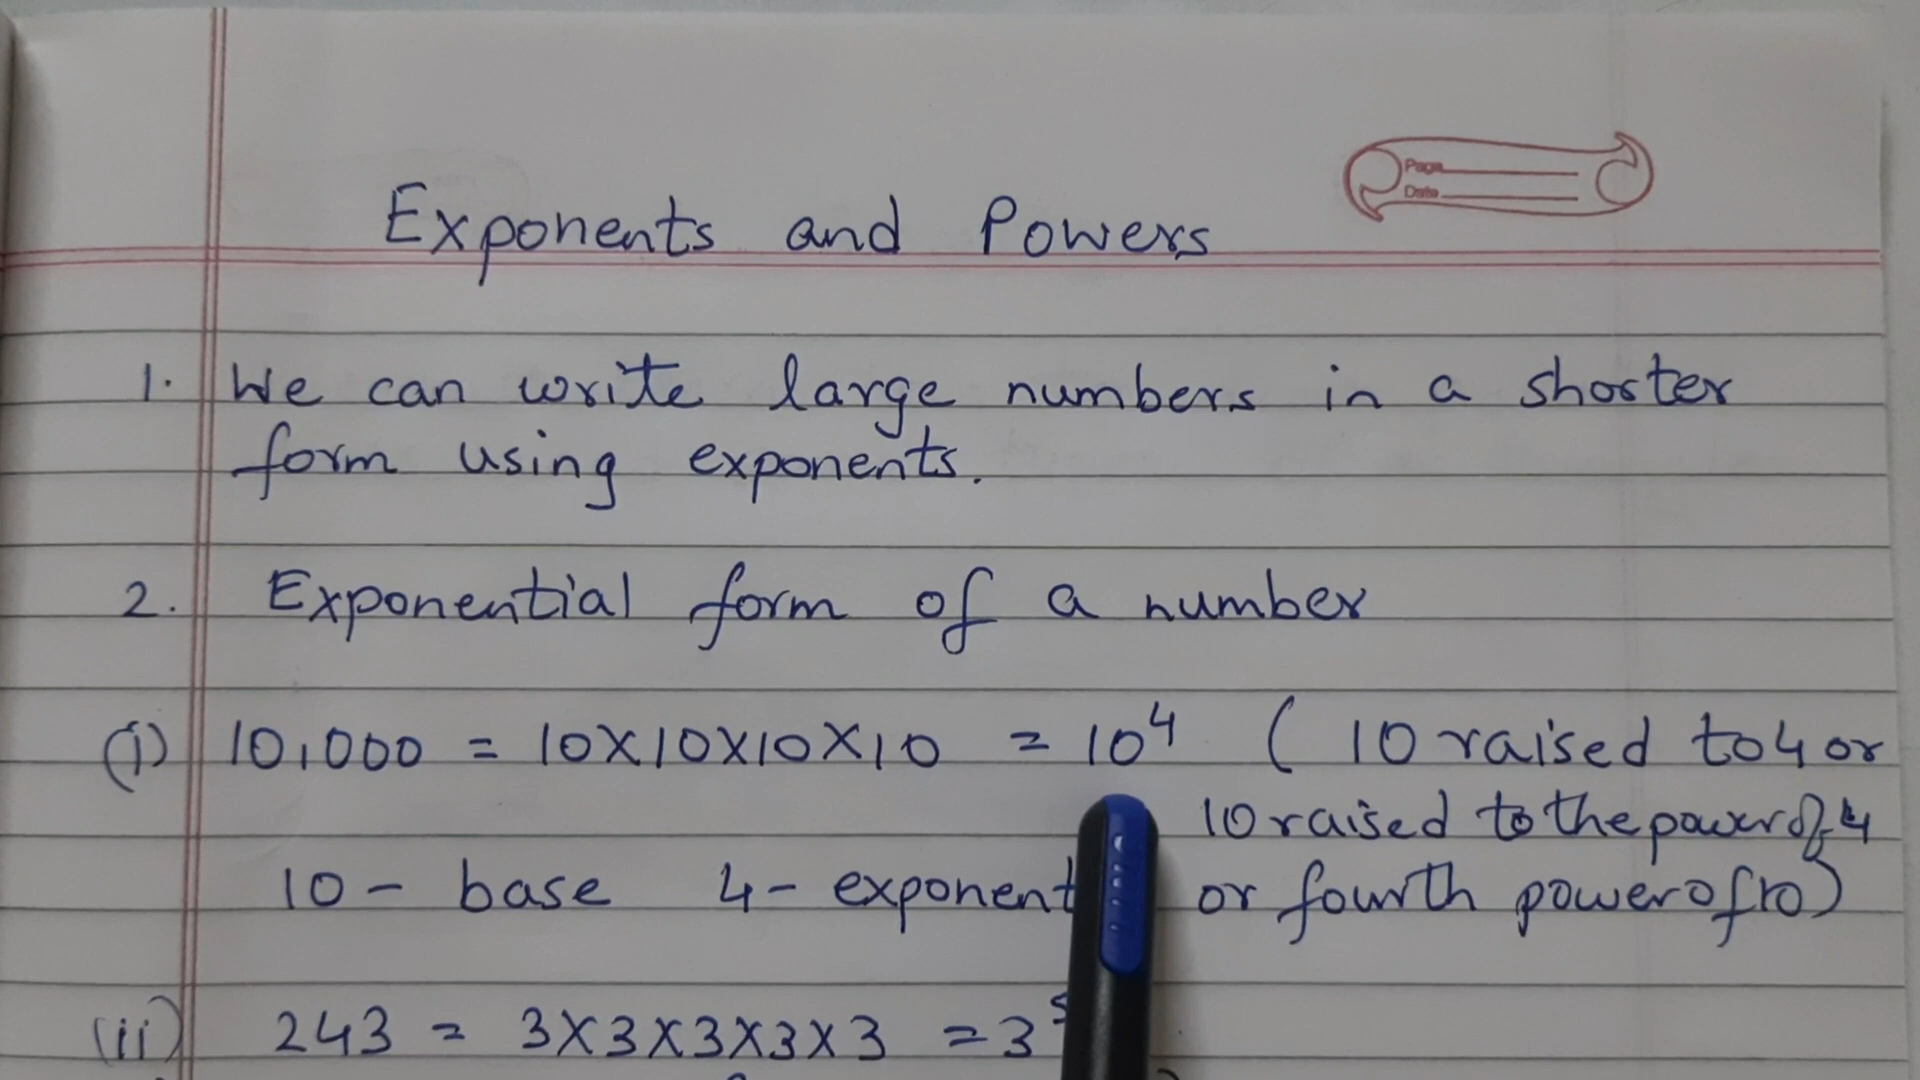 Page
Date
Exponents and Powers
1. We can write large numbers in a shorter
form using exponents.
2. Exponential form of a number
(i) 10,000 = 10×10×10×10 = 10⁴ ( 10 raised to 4 or
10 raised to the power of 4
10 – base 4 – exponent or fourth power of 10)
(ii) 243 = 3×3×3×3×3 = 3⁵